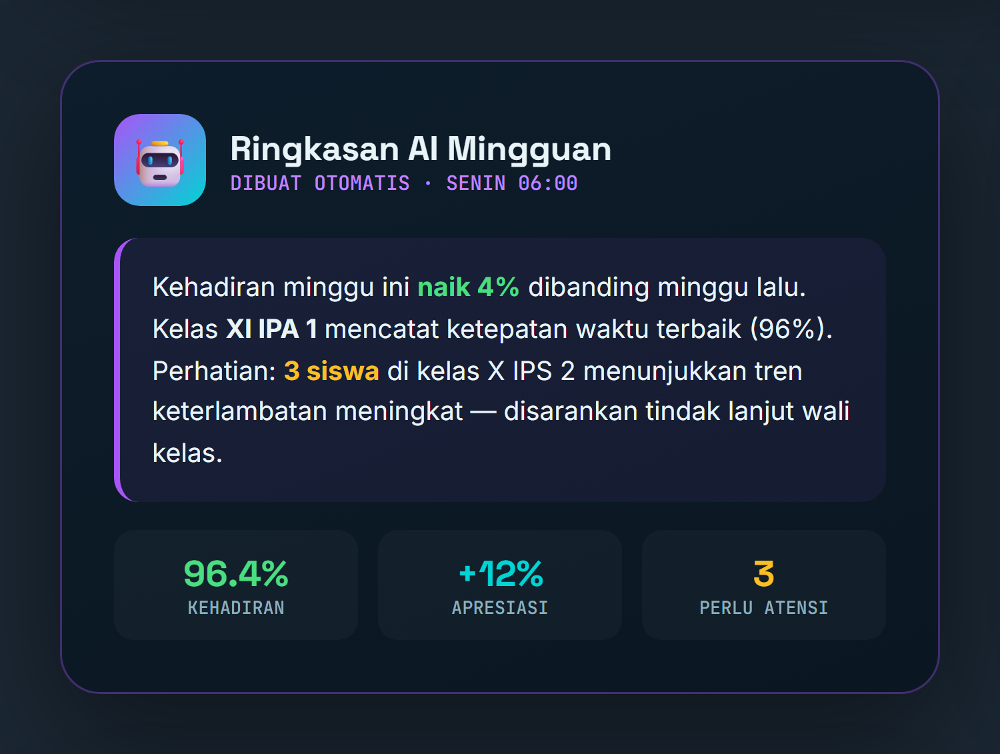 Ringkasan AI Mingguan
DIBUAT OTOMATIS · SENIN 06:00
Kehadiran minggu ini naik 4% dibanding minggu lalu.
Kelas XI IPA 1 mencatat ketepatan waktu terbaik (96%).
Perhatian: 3 siswa di kelas X IPS 2 menunjukkan tren
keterlambatan meningkat — disarankan tindak lanjut wali
kelas.
96.4%
KEHADIRAN
+12%
APRESIASI
3
PERLU ATENSI